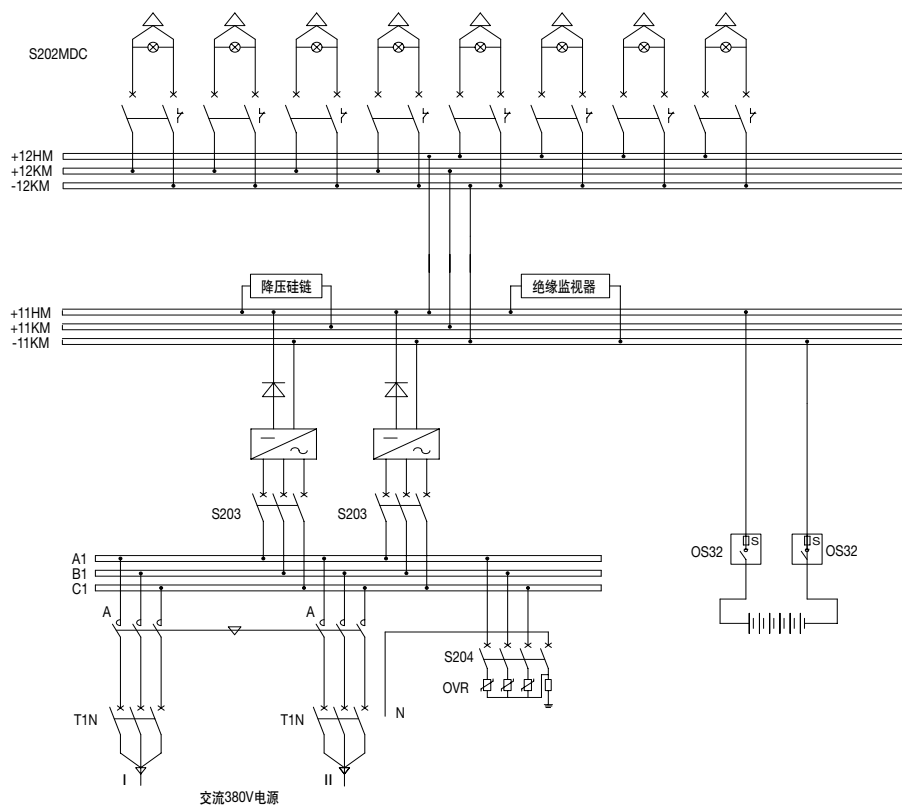 S202MDC
+12HM
+12KM
-12KM
降压硅链
绝缘监视器
+11HM
+11KM
-11KM
S203
S203
S
S
OS32
OS32
A1
B1
C1
A
A
S204
OVR
T1N
T1N
N
I
II
交流380V电源